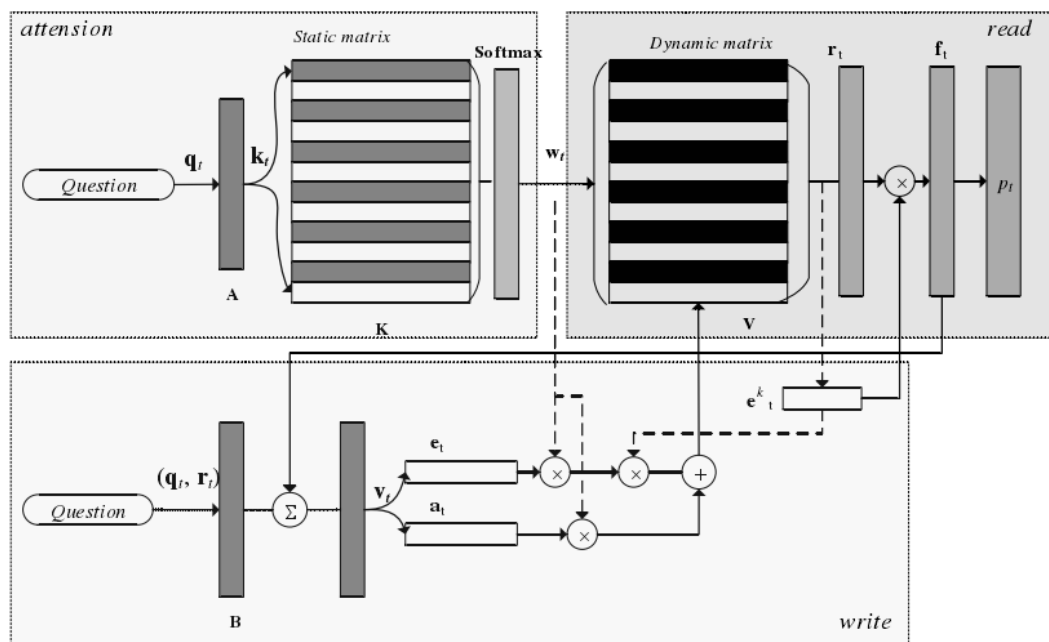 attension
Static matrix
Softmax
Dynamic matrix
read
r_t
f_t
q_t
k_t
w_t
Question
p_t
A
K
V
e^k_t
(q_t, r_t)
v_t
e_t
a_t
Question
×
×
×
×
+
Σ
B
write